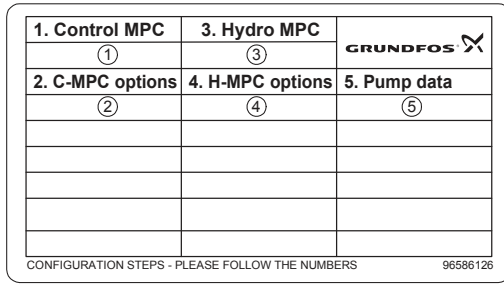 1. Control MPC 3. Hydro MPC
GRUNDFOS
① ③
2. C-MPC options 4. H-MPC options 5. Pump data
② ④ ⑤
CONFIGURATION STEPS - PLEASE FOLLOW THE NUMBERS 96586126